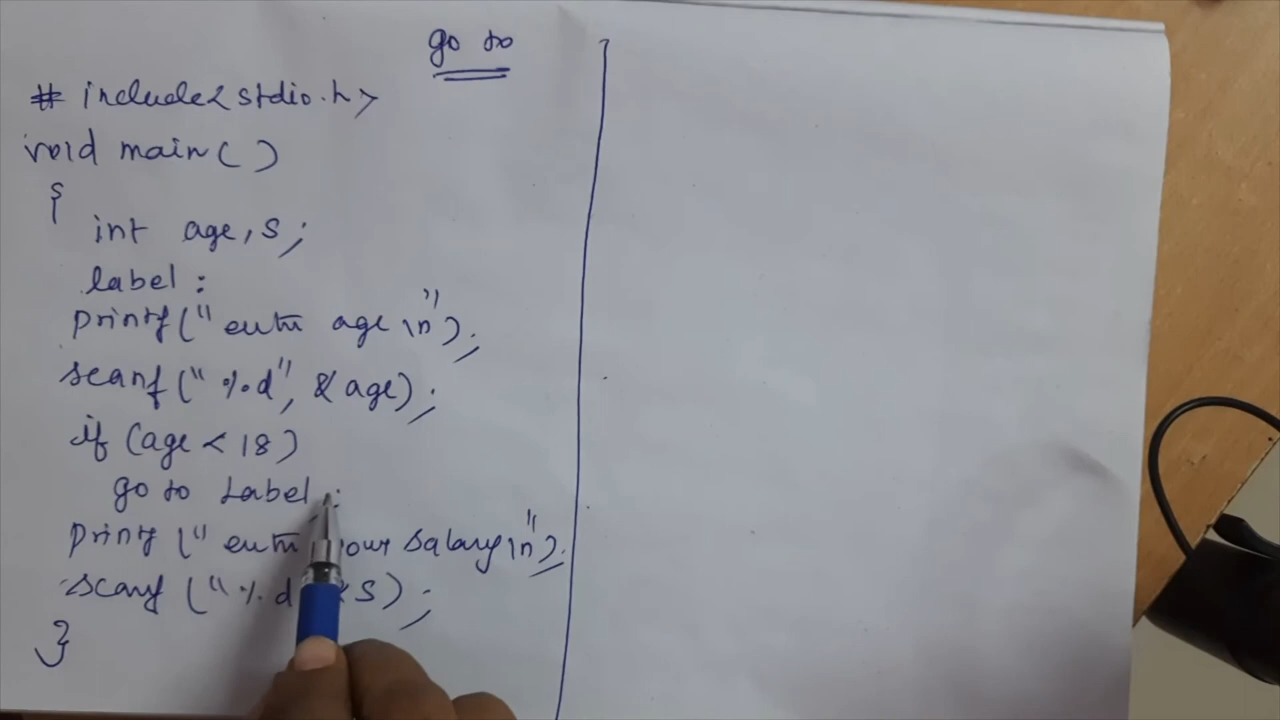 go to
# include<stdio.h>
void main( )
{
int age, s;
label:
printf("enter age\n");
scanf("%d", &age);
if (age < 18)
go to Label;
printf ("enter your salary\n");
scanf ("%d &s);
}